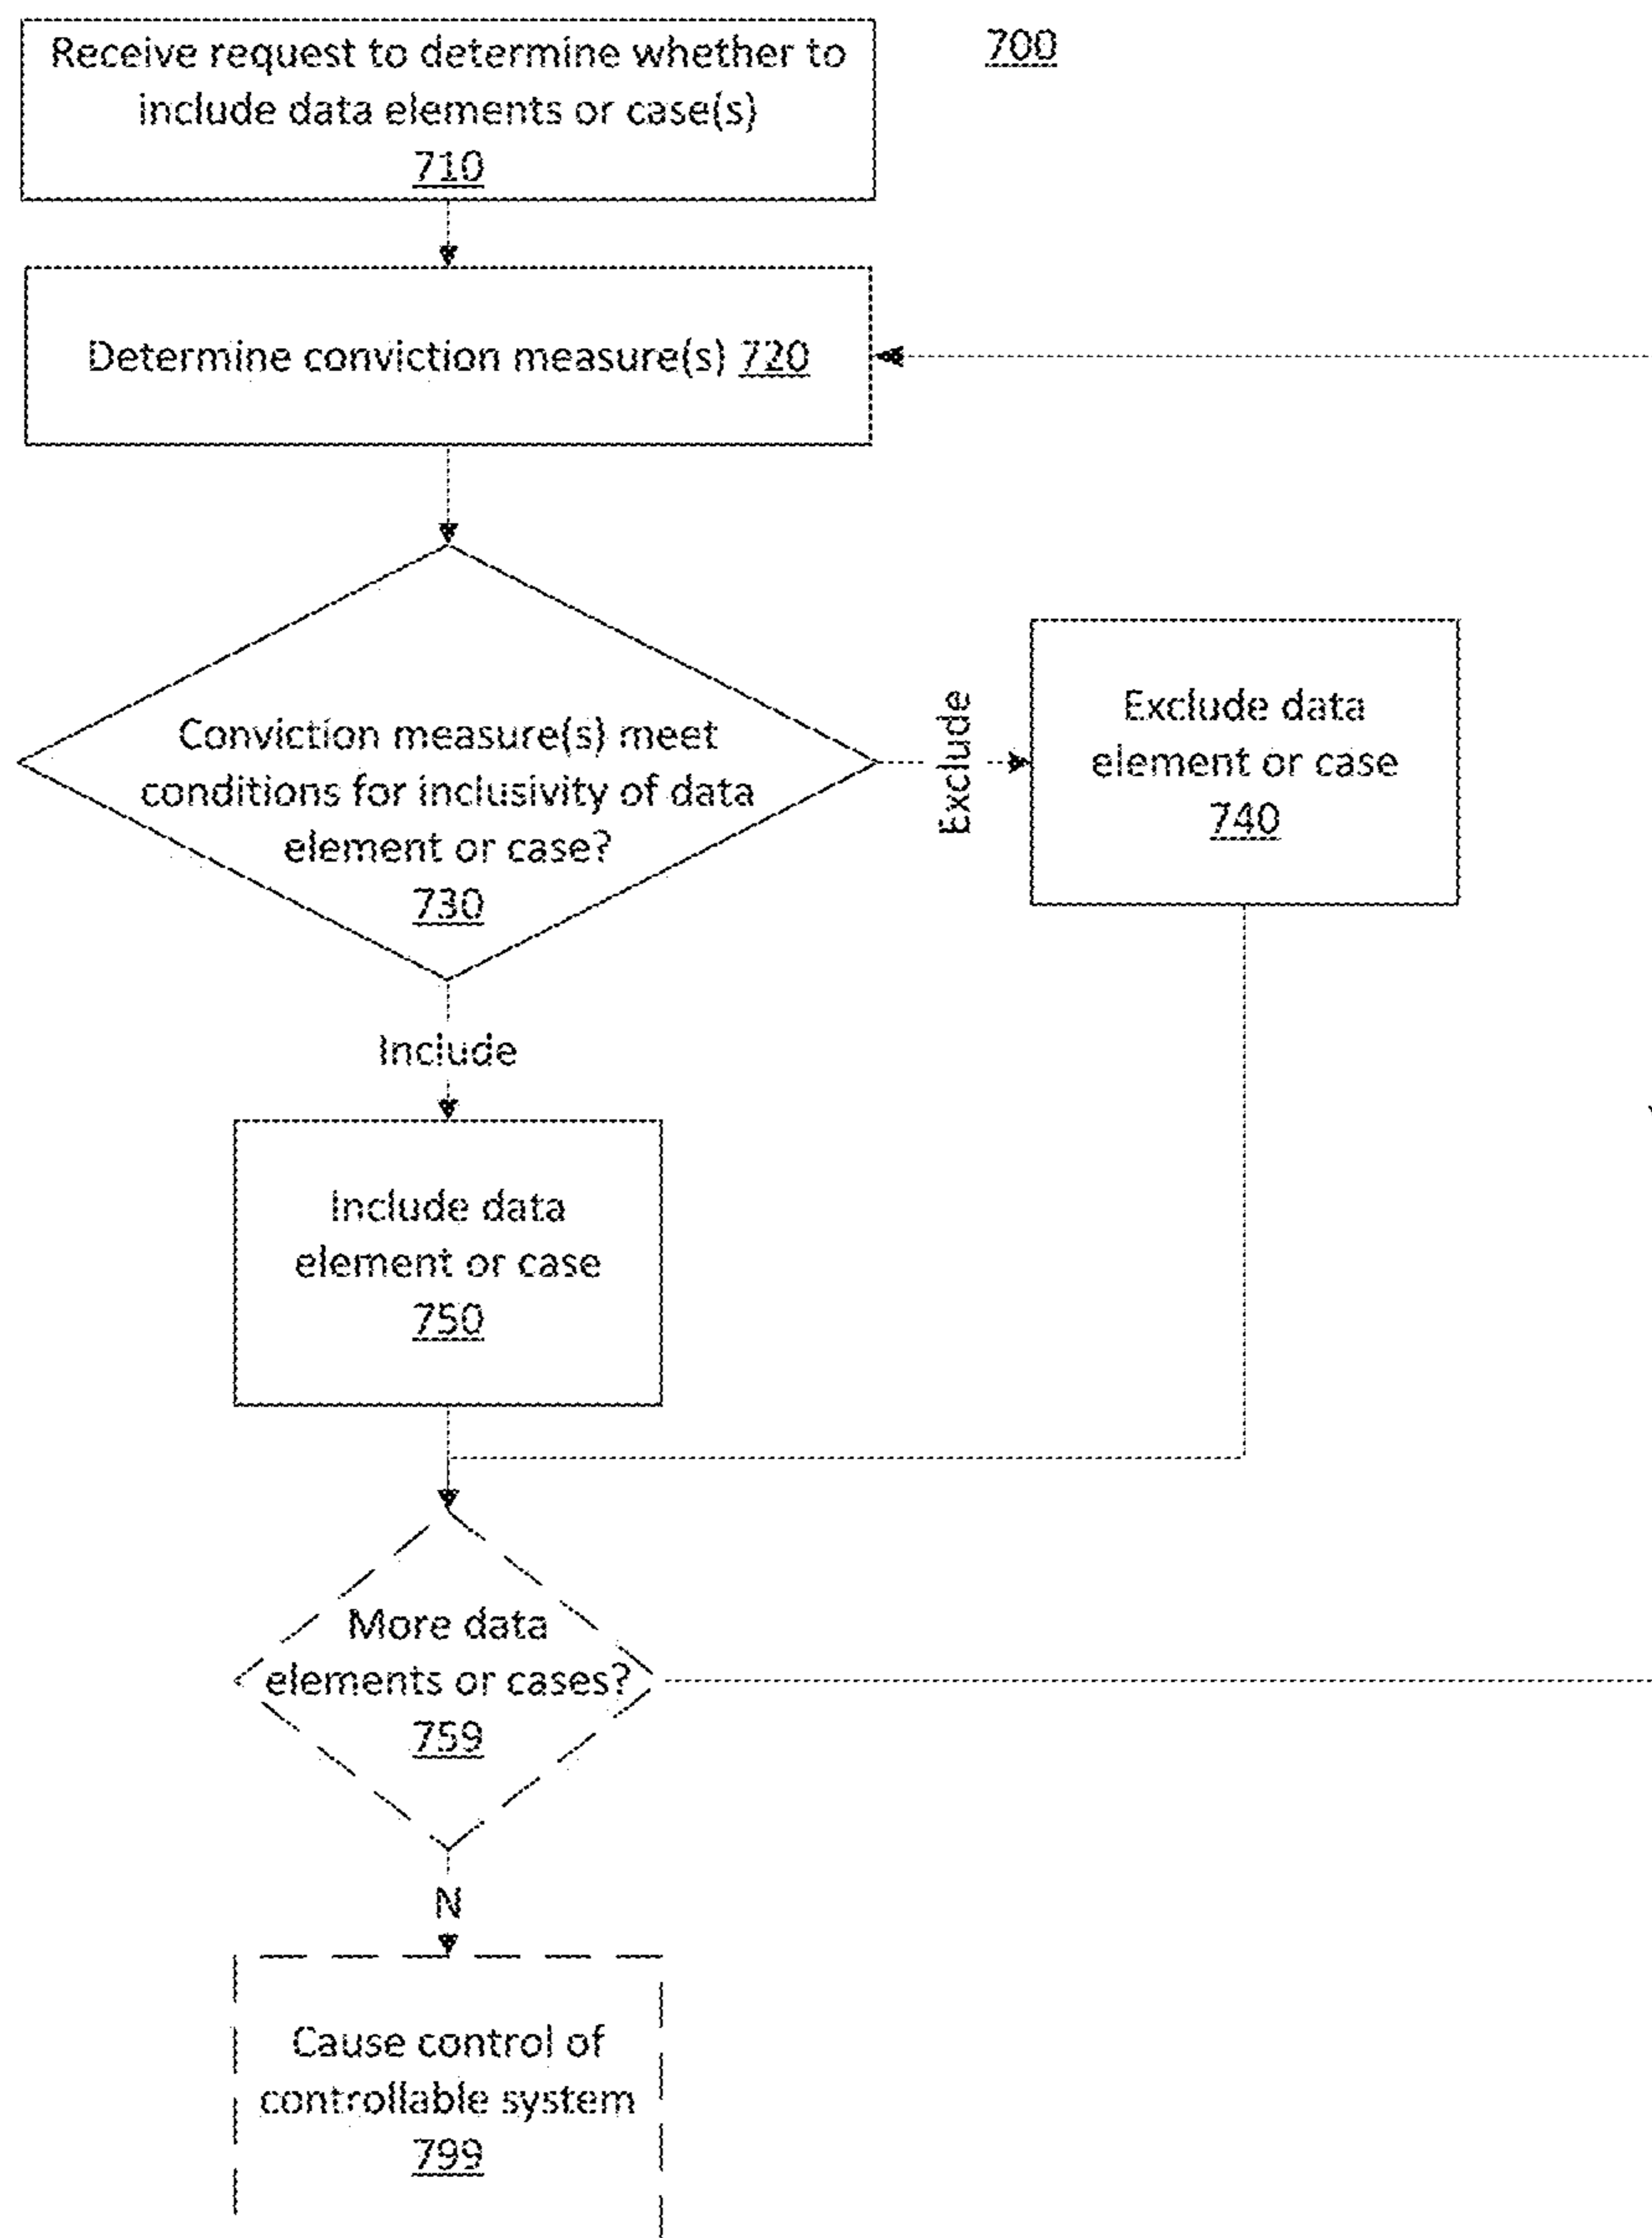 Receive request to determine whether to
include data elements or case(s)
710
700
Determine conviction measure(s) 720
Conviction measure(s) meet
conditions for inclusivity of data
element or case?
730
Exclude
Exclude data
element or case
740
Include
Include data
element or case
750
More data
elements or cases?
759
N
Cause control of
controllable system
799